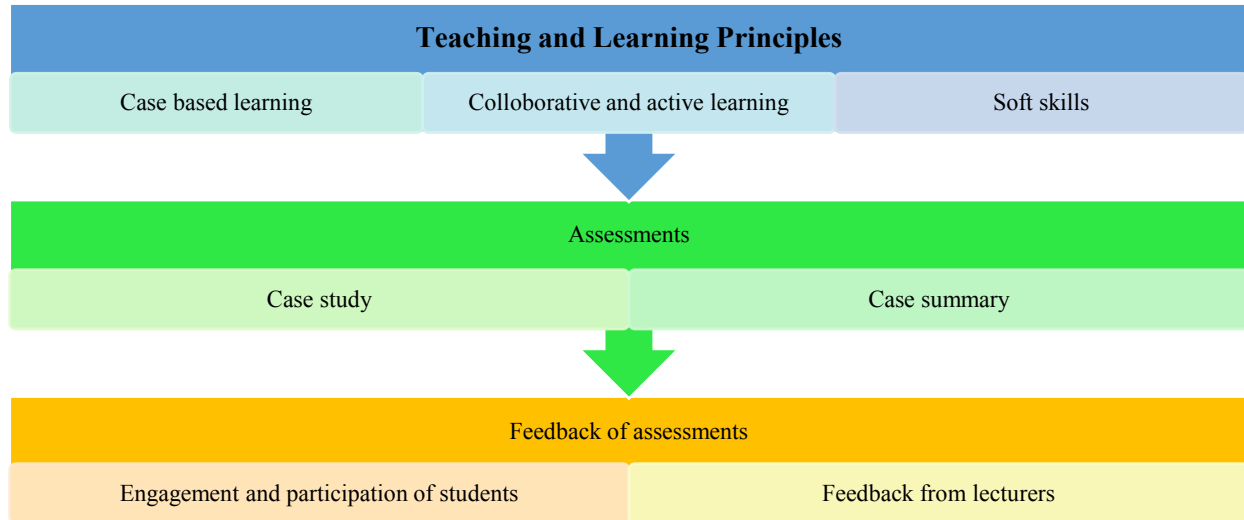 Teaching and Learning Principles
Case based learning
Colloborative and active learning
Soft skills
Assessments
Case study
Case summary
Feedback of assessments
Engagement and participation of students
Feedback from lecturers